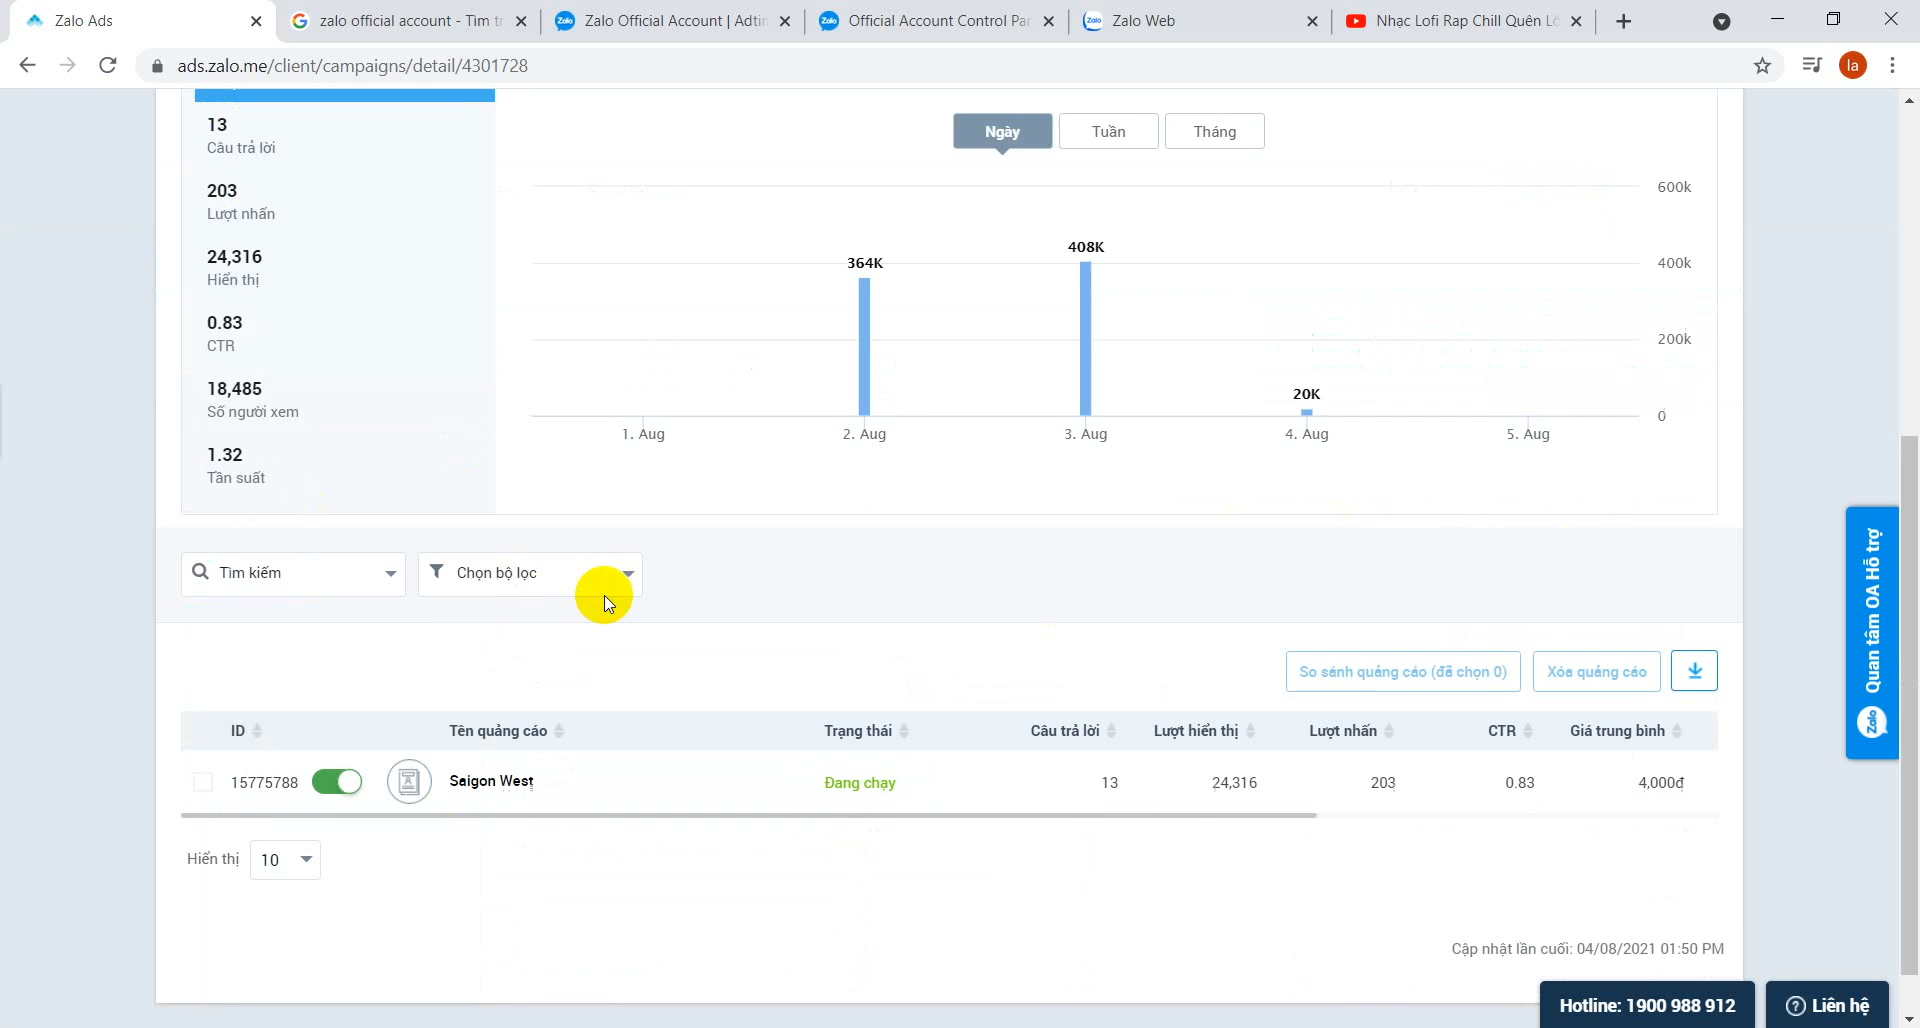 Zalo Ads
zalo official account - Tìm tr
Zalo Official Account | Adtim
Official Account Control Pan
Zalo Web
Nhạc Lofi Rap Chill Quên Lố
ads.zalo.me/client/campaigns/detail/4301728
la
13
Câu trả lời
203
Lượt nhấn
24,316
Hiển thị
0.83
CTR
18,485
Số người xem
1.32
Tần suất
Ngày
Tuần
Tháng
600k
408K
364K
400k
200k
20K
0
1. Aug
2. Aug
3. Aug
4. Aug
5. Aug
Tìm kiếm
Chọn bộ lọc
Quan tâm OA Hỗ trợ
Zalo
So sánh quảng cáo (đã chọn 0)
Xóa quảng cáo
ID
Tên quảng cáo
Trạng thái
Câu trả lời
Lượt hiển thị
Lượt nhấn
CTR
Giá trung bình
15775788
Saigon West
Đang chạy
13
24,316
203
0.83
4,000đ
Hiển thị
10
Cập nhật lần cuối: 04/08/2021 01:50 PM
Hotline: 1900 988 912
Liên hệ